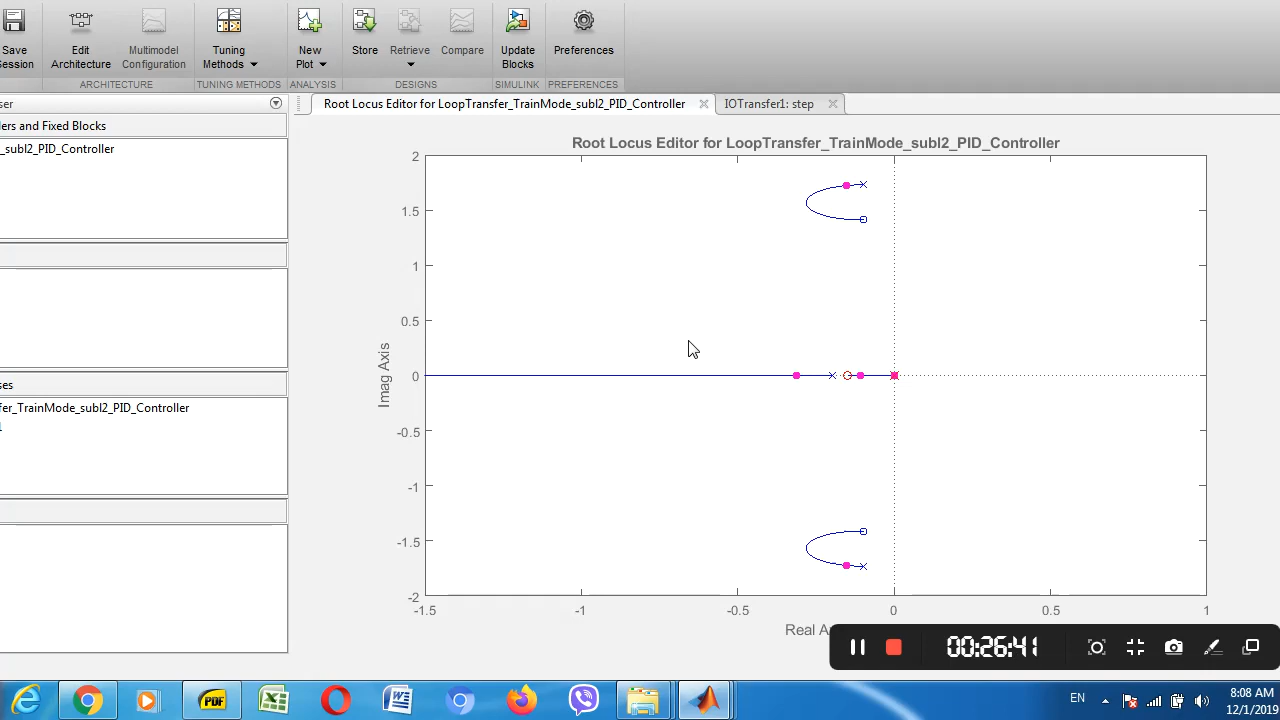 Save Session
Edit Architecture
Multimodel Configuration
Tuning Methods
New Plot
Store
Retrieve
Compare
Update Blocks
Preferences
ARCHITECTURE
TUNING METHODS
ANALYSIS
DESIGNS
SIMULINK
PREFERENCES
Root Locus Editor for LoopTransfer_TrainMode_subl2_PID_Controller
IOTransfer1: step
ers and Fixed Blocks
_subl2_PID_Controller
fer_TrainMode_subl2_PID_Controller
Root Locus Editor for LoopTransfer_TrainMode_subl2_PID_Controller
2
1.5
1
0.5
0
-0.5
-1
-1.5
-2
Imag Axis
-1.5
-1
-0.5
0
0.5
1
Real A
00:26:41
PDF
EN
8:08 AM
12/1/2019